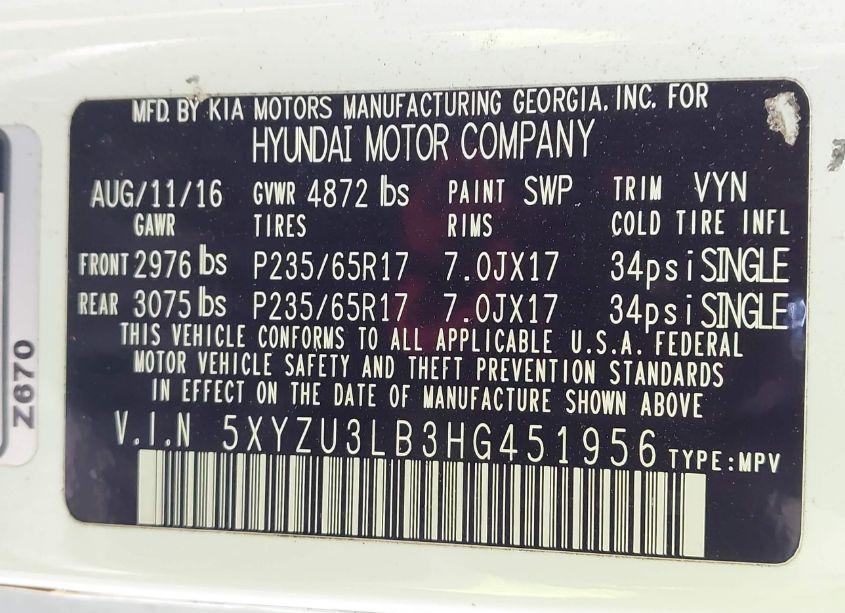 MFD. BY KIA MOTORS MANUFACTURING GEORGIA, INC. FOR
HYUNDAI MOTOR COMPANY
AUG/11/16 GVWR 4872 lbs PAINT SWP TRIM VYN
GAWR TIRES RIMS COLD TIRE INFL
FRONT 2976 lbs P235/65R17 7.0JX17 34psi SINGLE
REAR 3075 lbs P235/65R17 7.0JX17 34psi SINGLE
THIS VEHICLE CONFORMS TO ALL APPLICABLE U.S.A. FEDERAL
MOTOR VEHICLE SAFETY AND THEFT PREVENTION STANDARDS
IN EFFECT ON THE DATE OF MANUFACTURE SHOWN ABOVE
V.I.N 5XYZU3LB3HG451956 TYPE:MPV
Z670